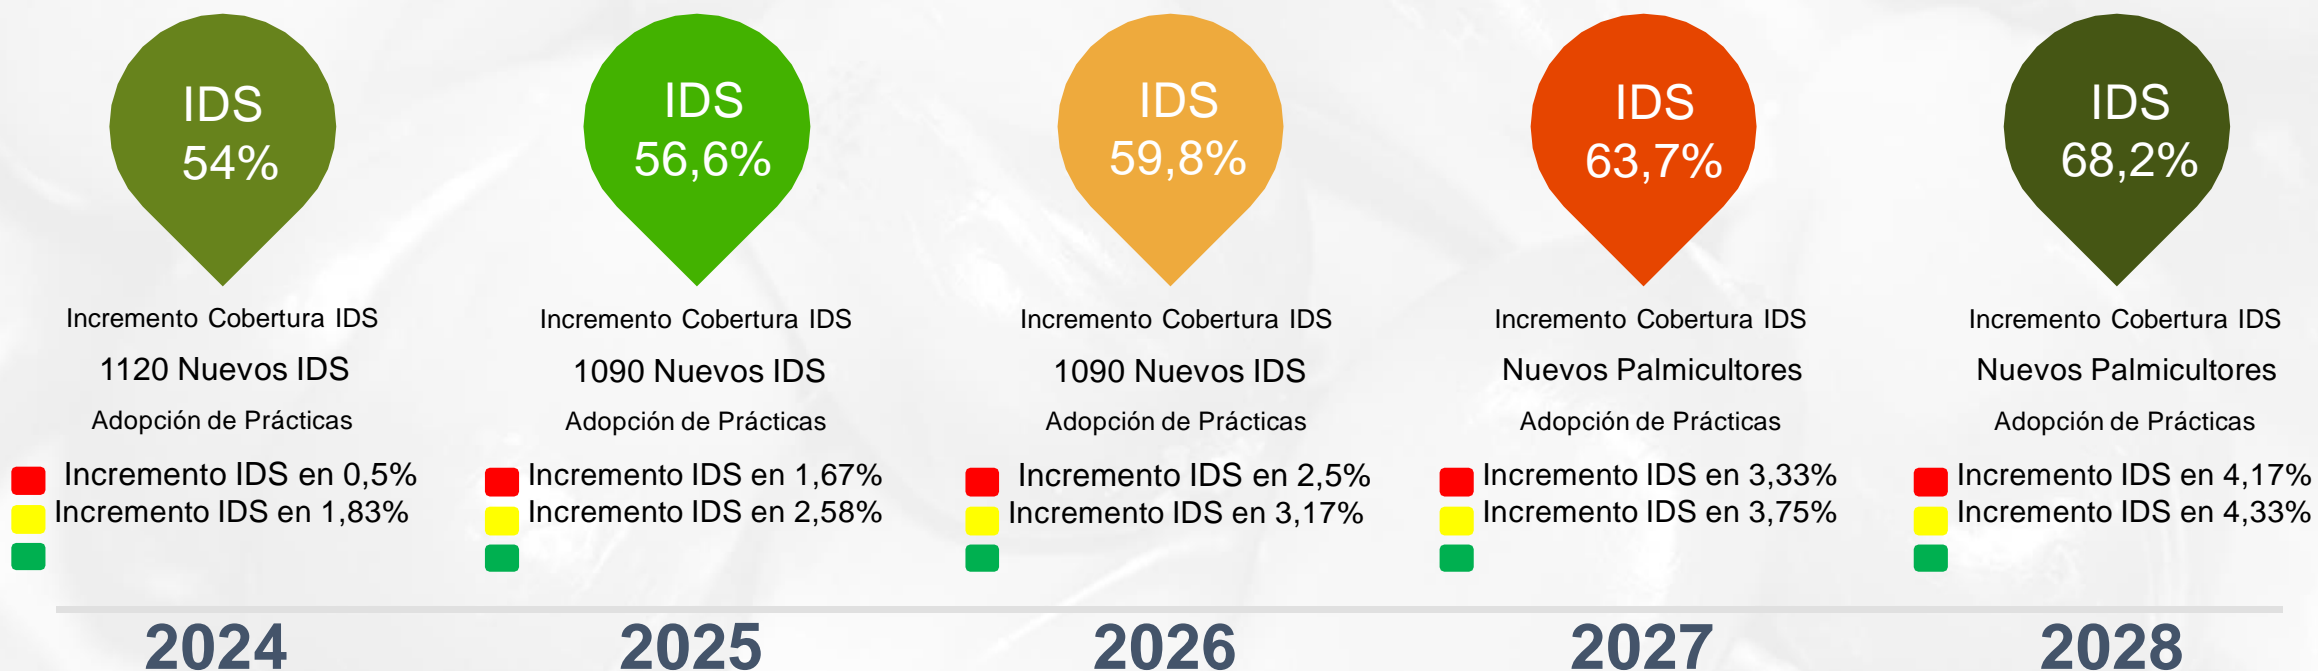 IDS
54%
Incremento Cobertura IDS
1120 Nuevos IDS
Adopción de Prácticas
Incremento IDS en 0,5%
Incremento IDS en 1,83%
2024
IDS
56,6%
Incremento Cobertura IDS
1090 Nuevos IDS
Adopción de Prácticas
Incremento IDS en 1,67%
Incremento IDS en 2,58%
2025
IDS
59,8%
Incremento Cobertura IDS
1090 Nuevos IDS
Adopción de Prácticas
Incremento IDS en 2,5%
Incremento IDS en 3,17%
2026
IDS
63,7%
Incremento Cobertura IDS
Nuevos Palmicultores
Adopción de Prácticas
Incremento IDS en 3,33%
Incremento IDS en 3,75%
2027
IDS
68,2%
Incremento Cobertura IDS
Nuevos Palmicultores
Adopción de Prácticas
Incremento IDS en 4,17%
Incremento IDS en 4,33%
2028